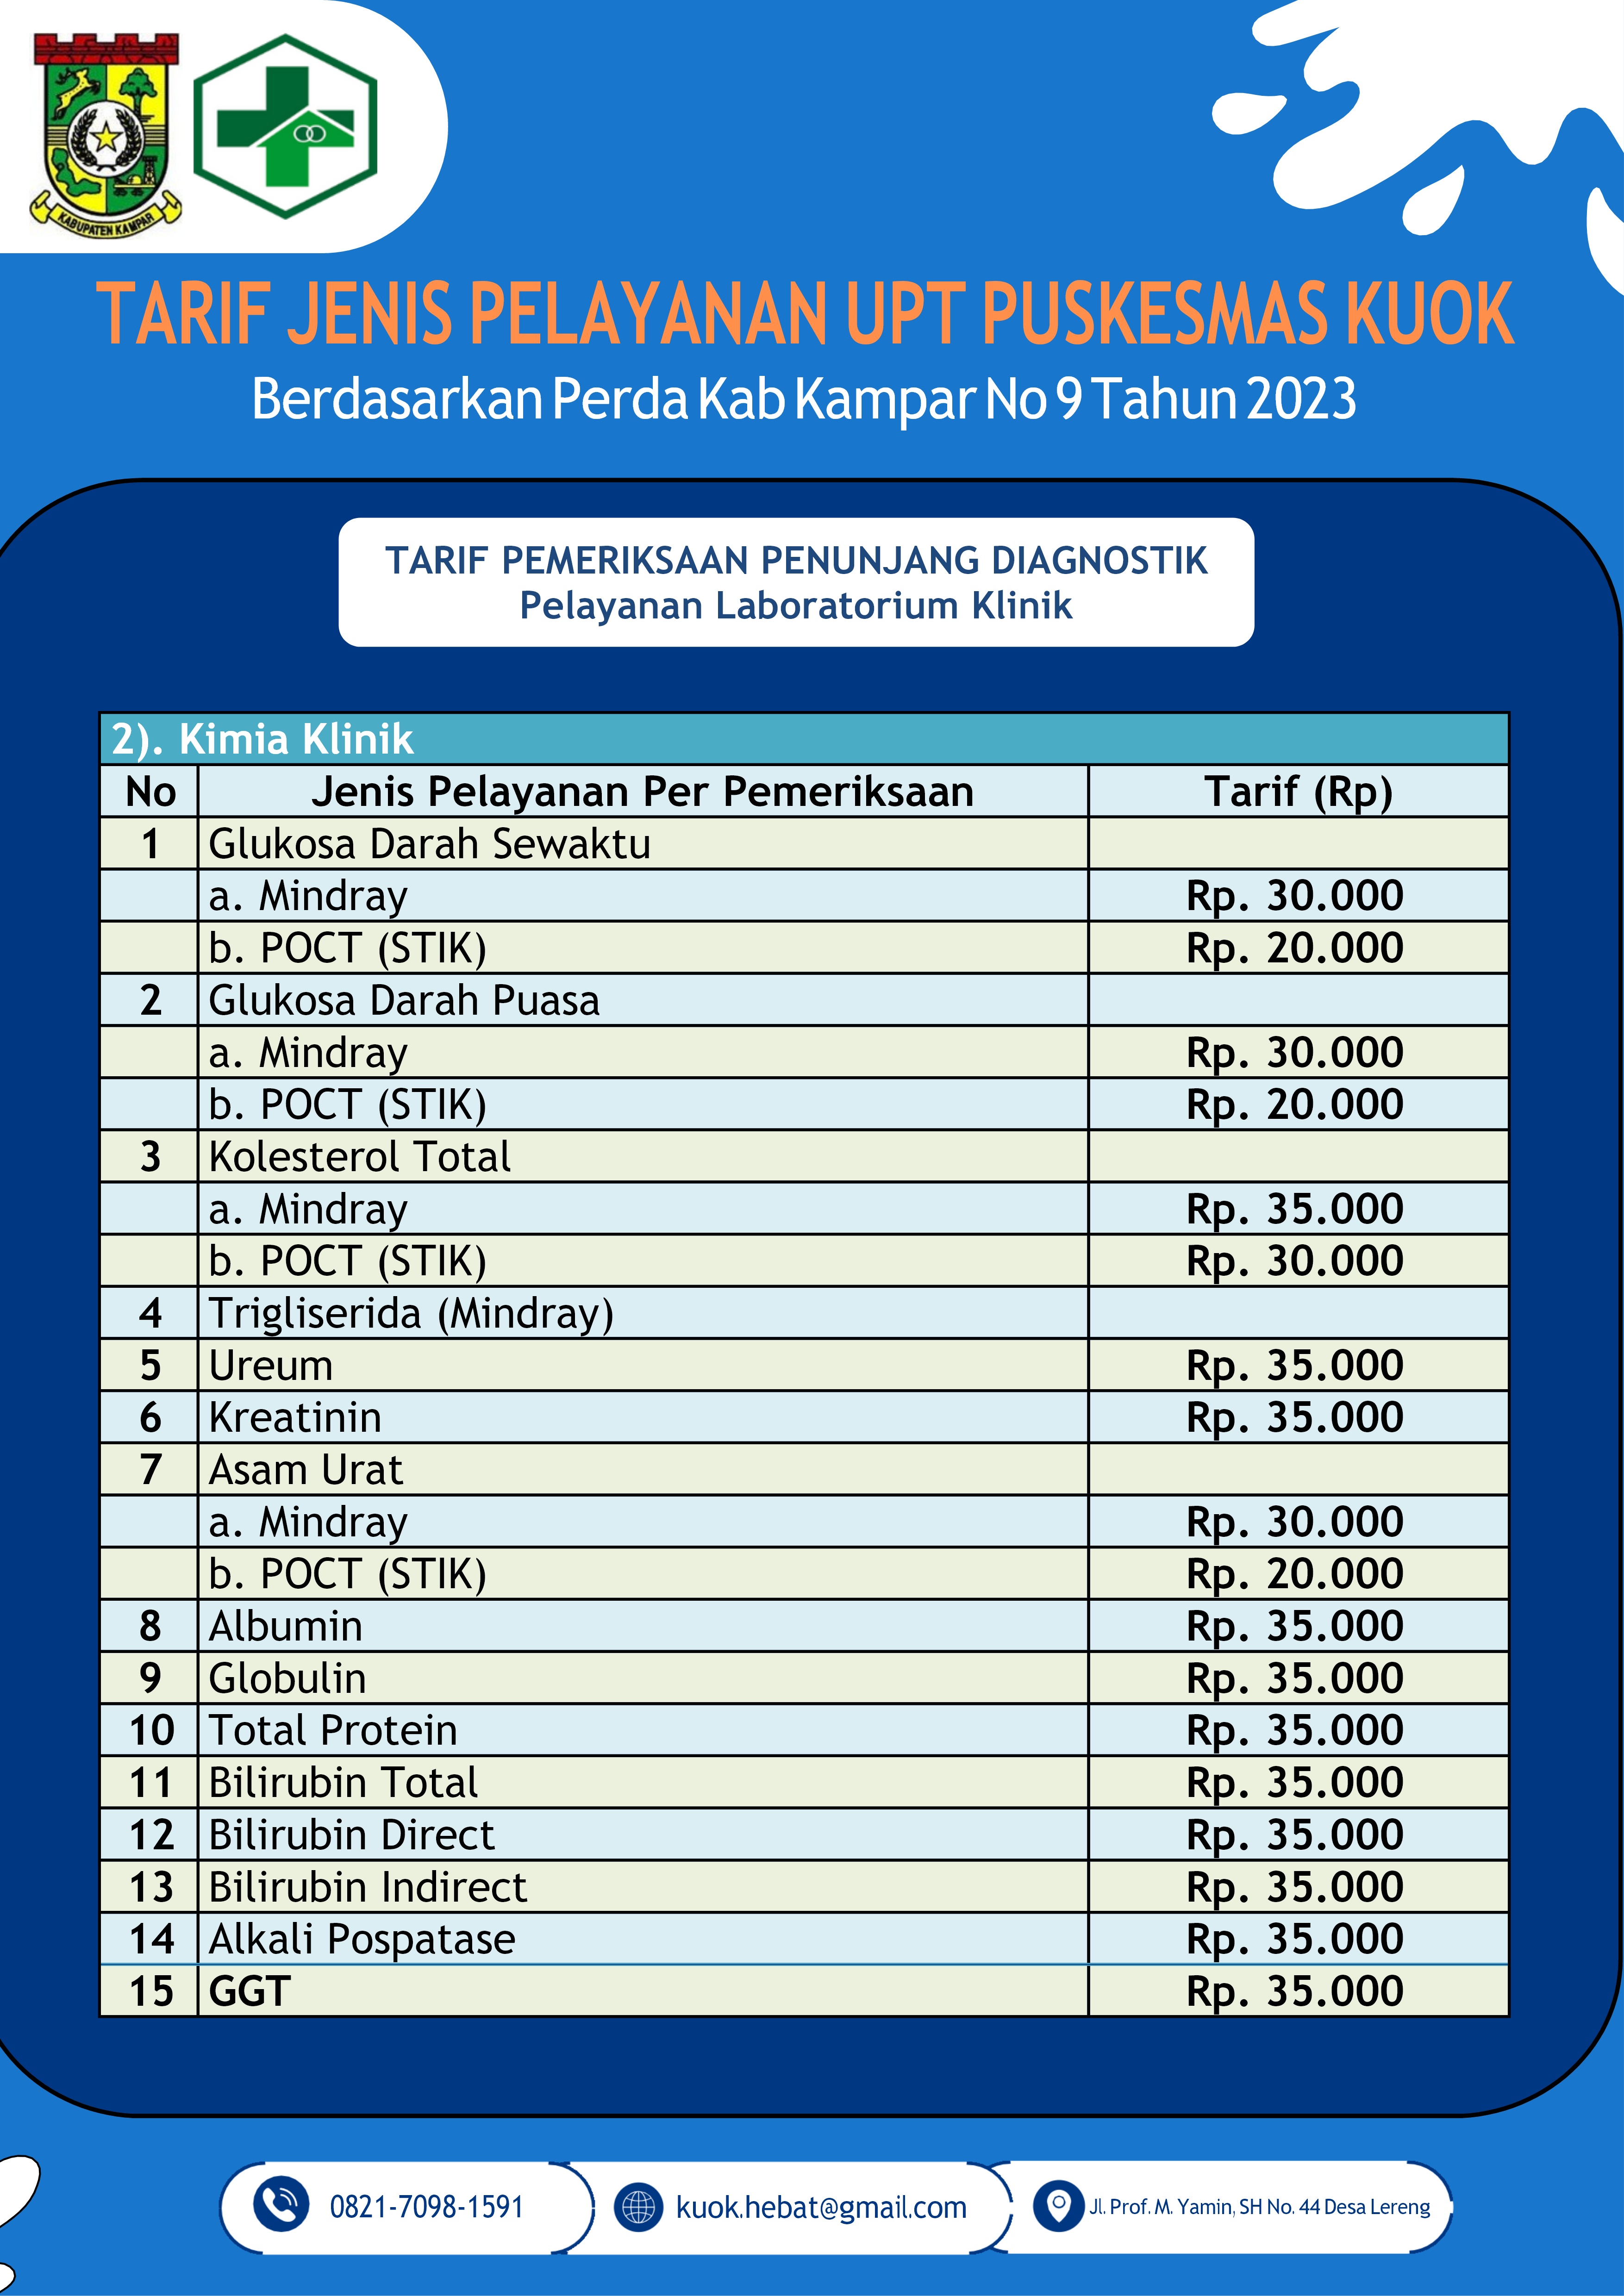 KABUPATEN KAMPAR
TARIF JENIS PELAYANAN UPT PUSKESMAS KUOK
Berdasarkan Perda Kab Kampar No 9 Tahun 2023
TARIF PEMERIKSAAN PENUNJANG DIAGNOSTIK
Pelayanan Laboratorium Klinik
2). Kimia Klinik
No Jenis Pelayanan Per Pemeriksaan Tarif (Rp)
1 Glukosa Darah Sewaktu
a. Mindray Rp. 30.000
b. POCT (STIK) Rp. 20.000
2 Glukosa Darah Puasa
a. Mindray Rp. 30.000
b. POCT (STIK) Rp. 20.000
3 Kolesterol Total
a. Mindray Rp. 35.000
b. POCT (STIK) Rp. 30.000
4 Trigliserida (Mindray)
5 Ureum Rp. 35.000
6 Kreatinin Rp. 35.000
7 Asam Urat
a. Mindray Rp. 30.000
b. POCT (STIK) Rp. 20.000
8 Albumin Rp. 35.000
9 Globulin Rp. 35.000
10 Total Protein Rp. 35.000
11 Bilirubin Total Rp. 35.000
12 Bilirubin Direct Rp. 35.000
13 Bilirubin Indirect Rp. 35.000
14 Alkali Pospatase Rp. 35.000
15 GGT Rp. 35.000
0821-7098-1591 kuok.hebat@gmail.com Jl. Prof. M. Yamin, SH No. 44 Desa Lereng